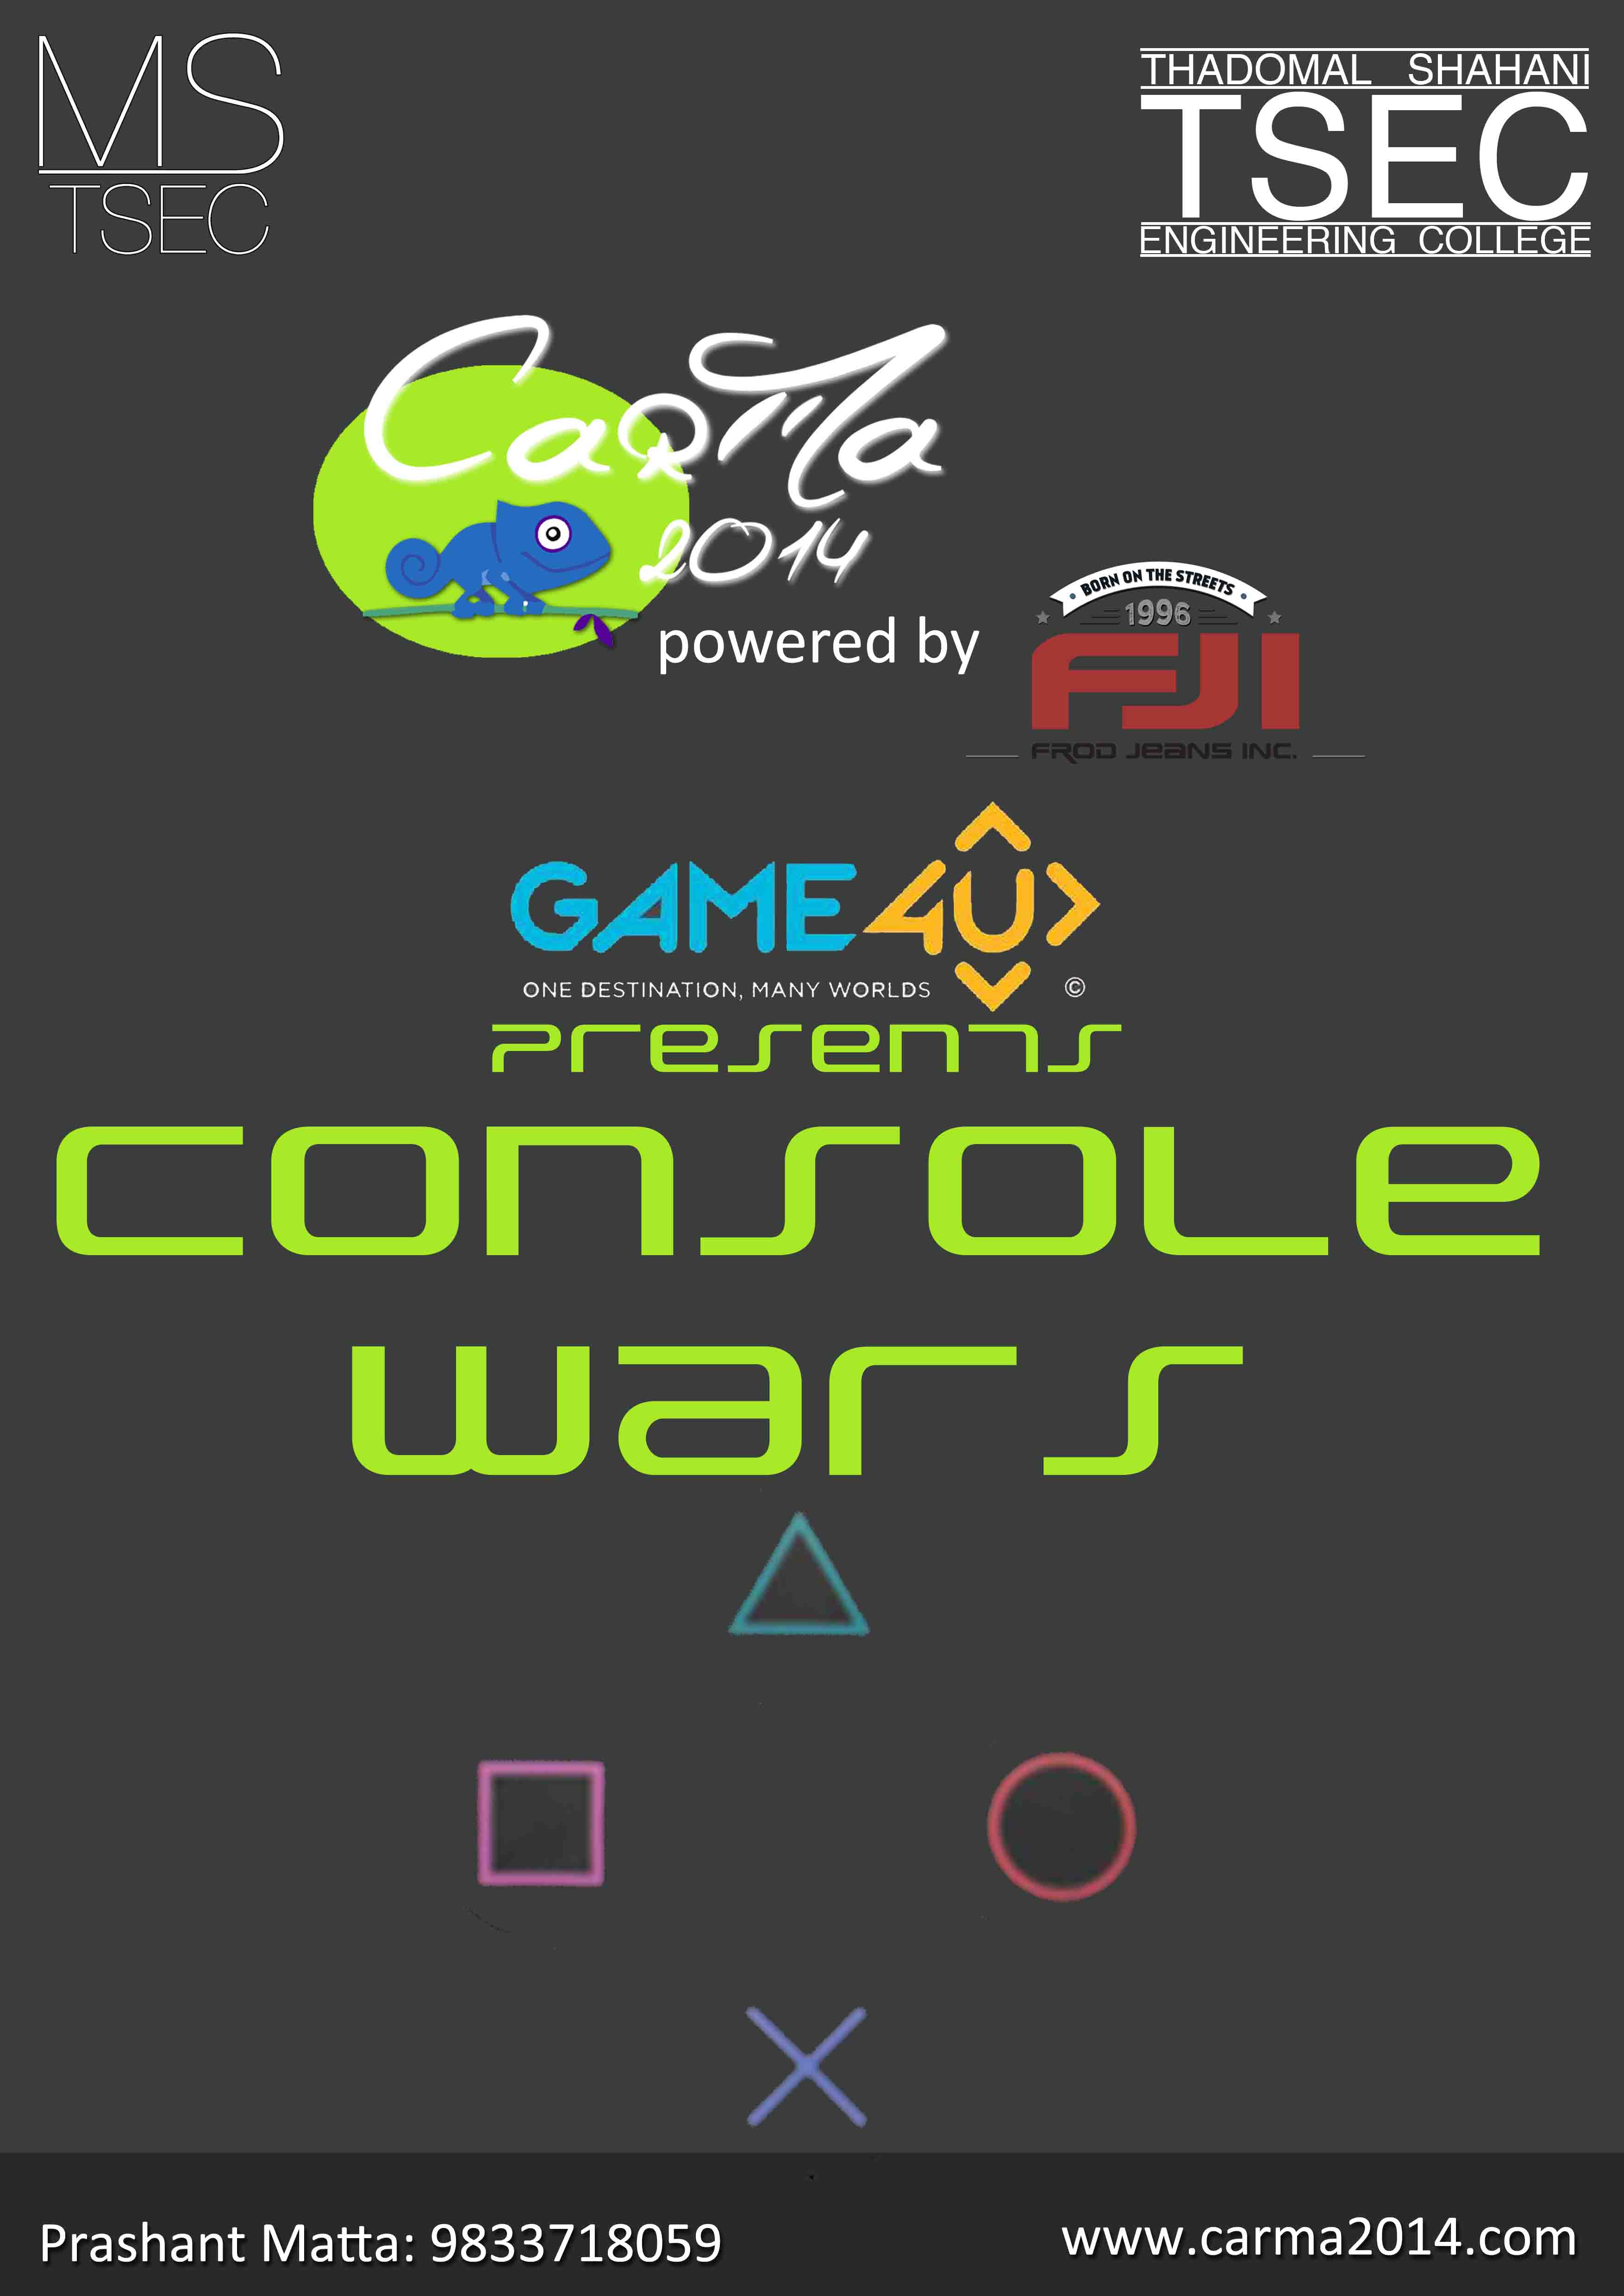 MS
TSEC
THADOMAL SHAHANI
TSEC
ENGINEERING COLLEGE
Carma
2014
powered by
BORN ON THE STREETS
1996
FJI
FROD JEANS INC.
GAME4U
ONE DESTINATION, MANY WORLDS ©
Presents
console
wars
Prashant Matta: 9833718059
www.carma2014.com